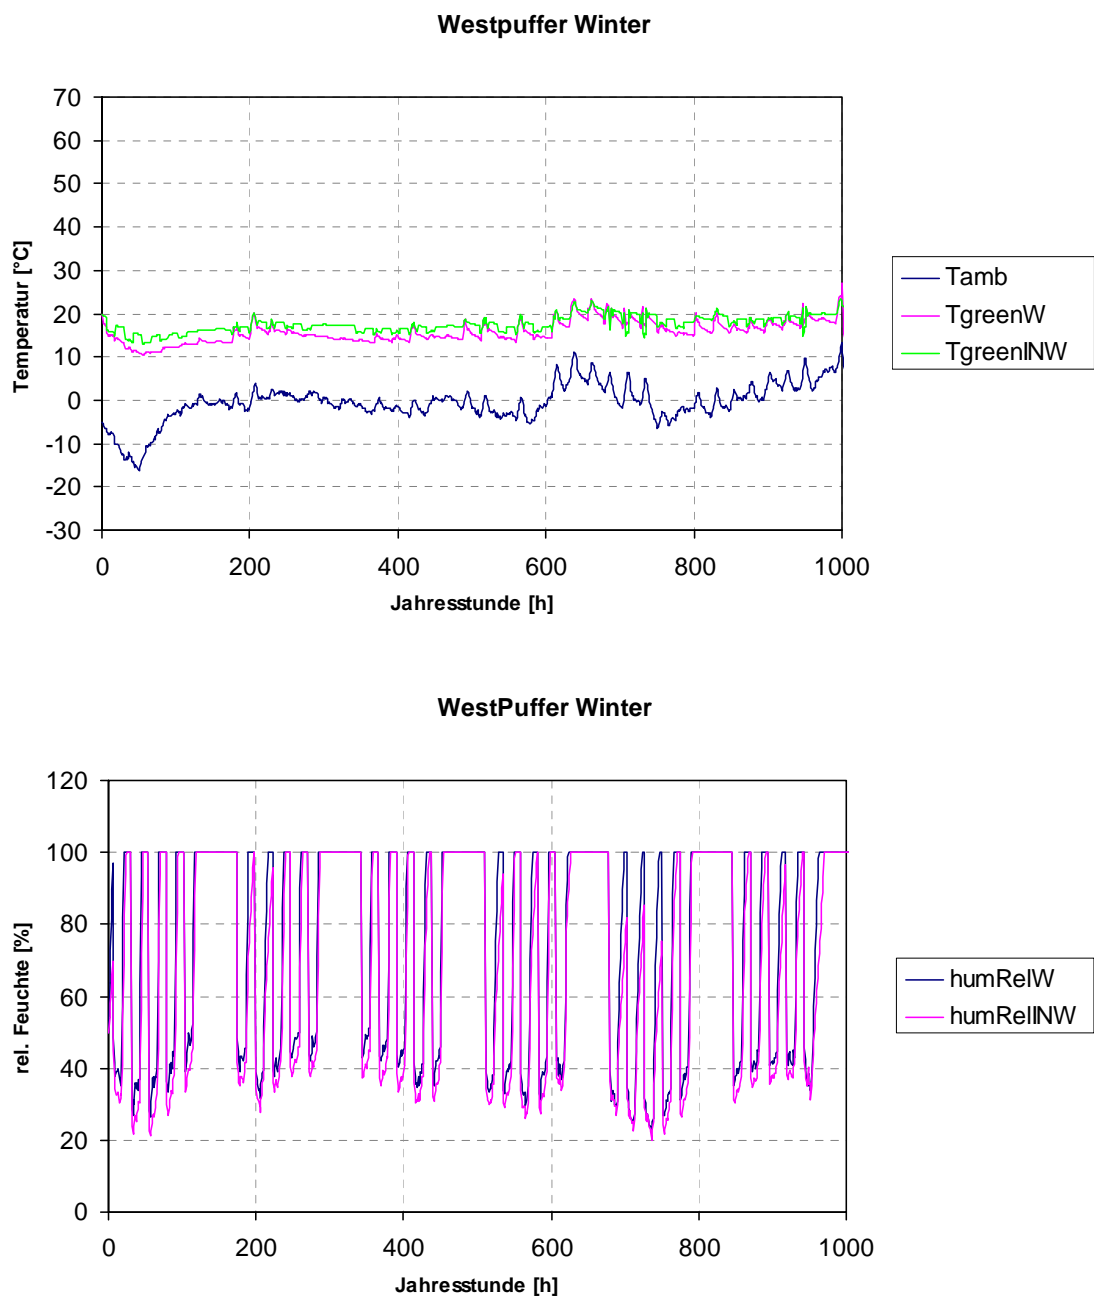 Westpuffer Winter
70
60
50
40
30
20
10
0
-10
-20
-30
Temperatur [°C]
0 200 400 600 800 1000
Jahresstunde [h]
Tamb
TgreenW
TgreenINW
WestPuffer Winter
120
100
80
60
40
20
0
rel. Feuchte [%]
0 200 400 600 800 1000
Jahresstunde [h]
humRelW
humRelINW